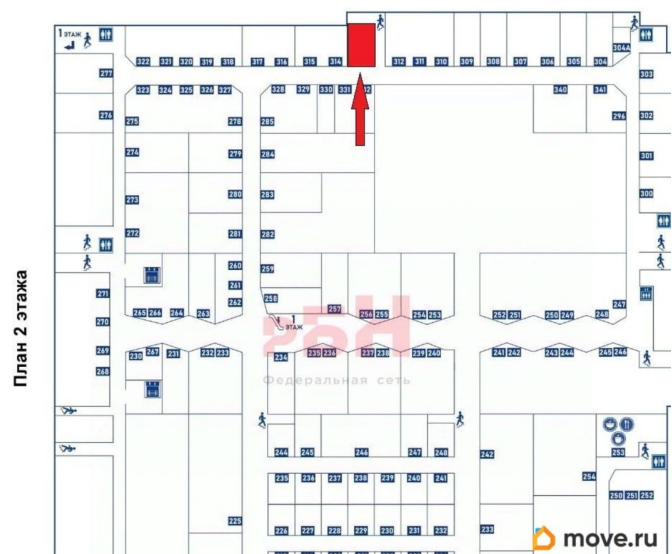 План 2 этажа
1 ЭТАЖ
322 321 320 319 318 317 316 315 314 312 311 310 309 308 307 306 305 304 304А
277 323 324 325 326 327 328 329 330 331 340 341 303
276 275 278 285 296 302
274 279 284 301
273 280 283 300
272 281 282
260 259
271 261
265 266 264 263 262 258 257 256 255 254 253 252 251 250 249 248 247
270
1 ЭТАЖ
РБН
269 230 267 231 232 233 234 235 236 237 238 239 240 241 242 243 244 245 246
268
Федеральная сеть
244 245 246 247 248 242 253
235 236 237 238 239 240 241 254
225 226 227 228 229 230 231 232 233 250 251 252
move.ru